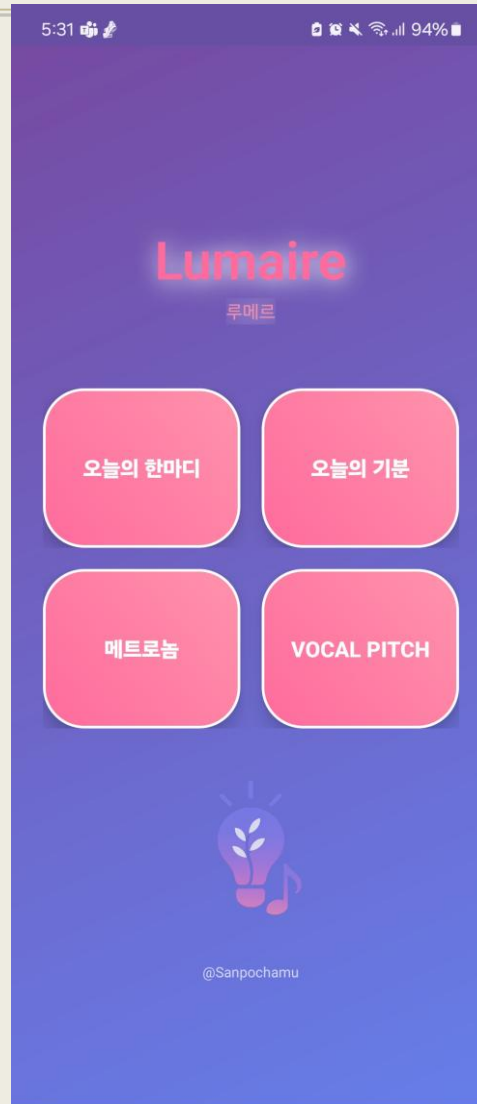 5:31 94%
Lumaire
루메르
오늘의 한마디 오늘의 기분
메트로놈 VOCAL PITCH
@Sanpochamu